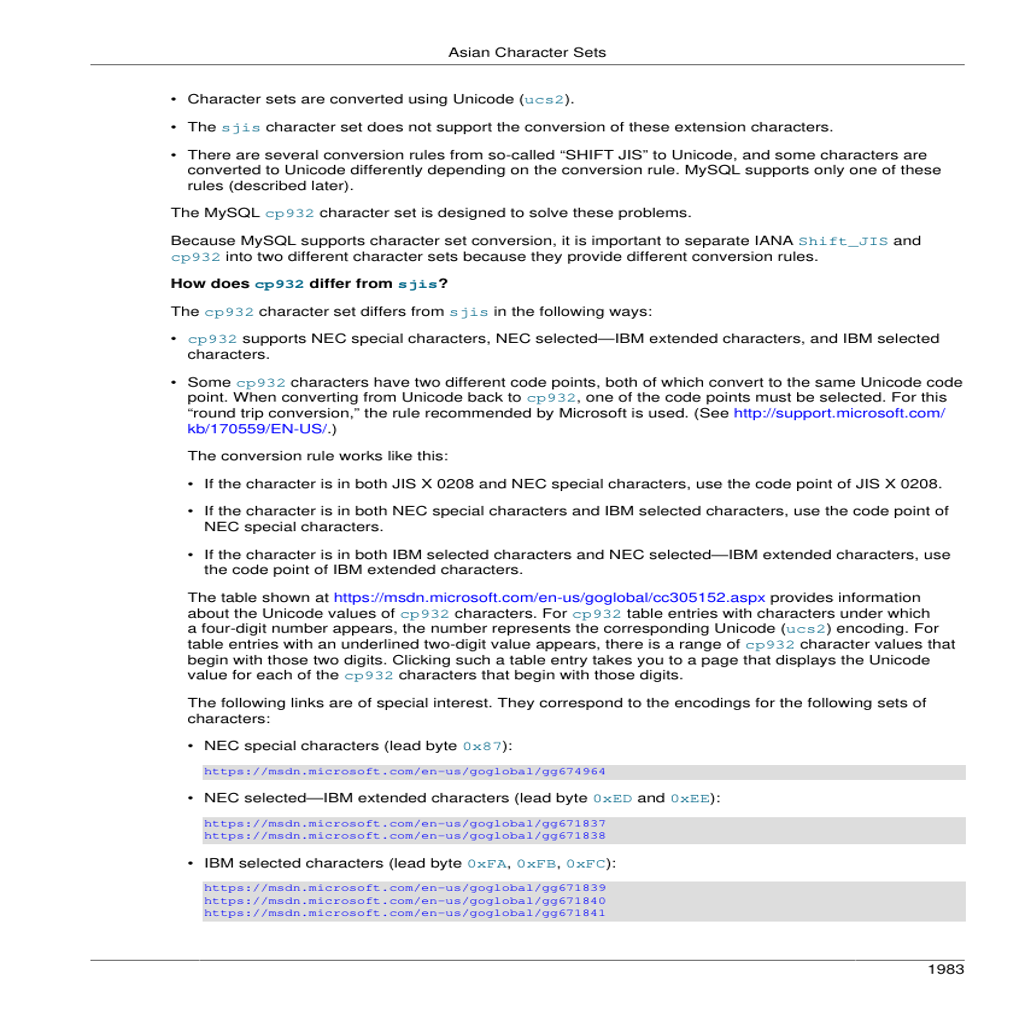 Asian Character Sets
• Character sets are converted using Unicode (ucs2).
• The sjis character set does not support the conversion of these extension characters.
• There are several conversion rules from so-called “SHIFT JIS” to Unicode, and some characters are
converted to Unicode differently depending on the conversion rule. MySQL supports only one of these
rules (described later).
The MySQL cp932 character set is designed to solve these problems.
Because MySQL supports character set conversion, it is important to separate IANA Shift_JIS and
cp932 into two different character sets because they provide different conversion rules.
How does cp932 differ from sjis?
The cp932 character set differs from sjis in the following ways:
• cp932 supports NEC special characters, NEC selected—IBM extended characters, and IBM selected
characters.
• Some cp932 characters have two different code points, both of which convert to the same Unicode code
point. When converting from Unicode back to cp932, one of the code points must be selected. For this
“round trip conversion,” the rule recommended by Microsoft is used. (See http://support.microsoft.com/
kb/170559/EN-US/.)
The conversion rule works like this:
• If the character is in both JIS X 0208 and NEC special characters, use the code point of JIS X 0208.
• If the character is in both NEC special characters and IBM selected characters, use the code point of
NEC special characters.
• If the character is in both IBM selected characters and NEC selected—IBM extended characters, use
the code point of IBM extended characters.
The table shown at https://msdn.microsoft.com/en-us/goglobal/cc305152.aspx provides information
about the Unicode values of cp932 characters. For cp932 table entries with characters under which
a four-digit number appears, the number represents the corresponding Unicode (ucs2) encoding. For
table entries with an underlined two-digit value appears, there is a range of cp932 character values that
begin with those two digits. Clicking such a table entry takes you to a page that displays the Unicode
value for each of the cp932 characters that begin with those digits.
The following links are of special interest. They correspond to the encodings for the following sets of
characters:
• NEC special characters (lead byte 0x87):
https://msdn.microsoft.com/en-us/goglobal/gg674964
• NEC selected—IBM extended characters (lead byte 0xED and 0xEE):
https://msdn.microsoft.com/en-us/goglobal/gg671837
https://msdn.microsoft.com/en-us/goglobal/gg671838
• IBM selected characters (lead byte 0xFA, 0xFB, 0xFC):
https://msdn.microsoft.com/en-us/goglobal/gg671839
https://msdn.microsoft.com/en-us/goglobal/gg671840
https://msdn.microsoft.com/en-us/goglobal/gg671841
1983